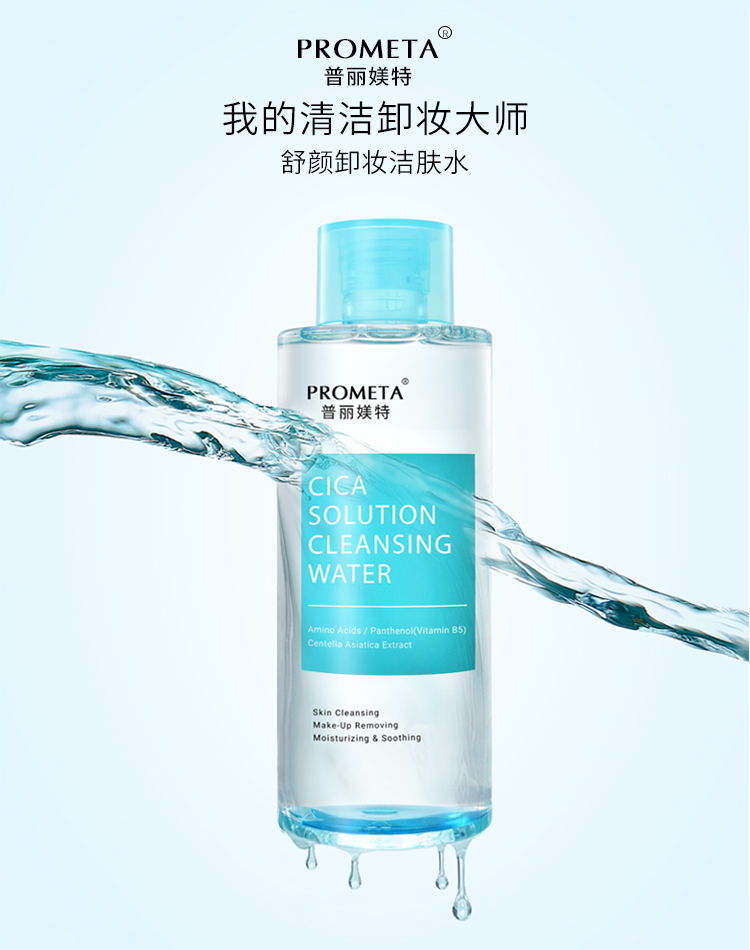 PROMETA®
普丽媄特
我的清洁卸妆大师
舒颜卸妆洁肤水
PROMETA®
普丽媄特
CICA
SOLUTION
CLEANSING
WATER
Amino Acids / Panthenol(Vitamin B5)
Centella Asiatica Extract
Skin Cleansing
Make-Up Removing
Moisturizing & Soothing